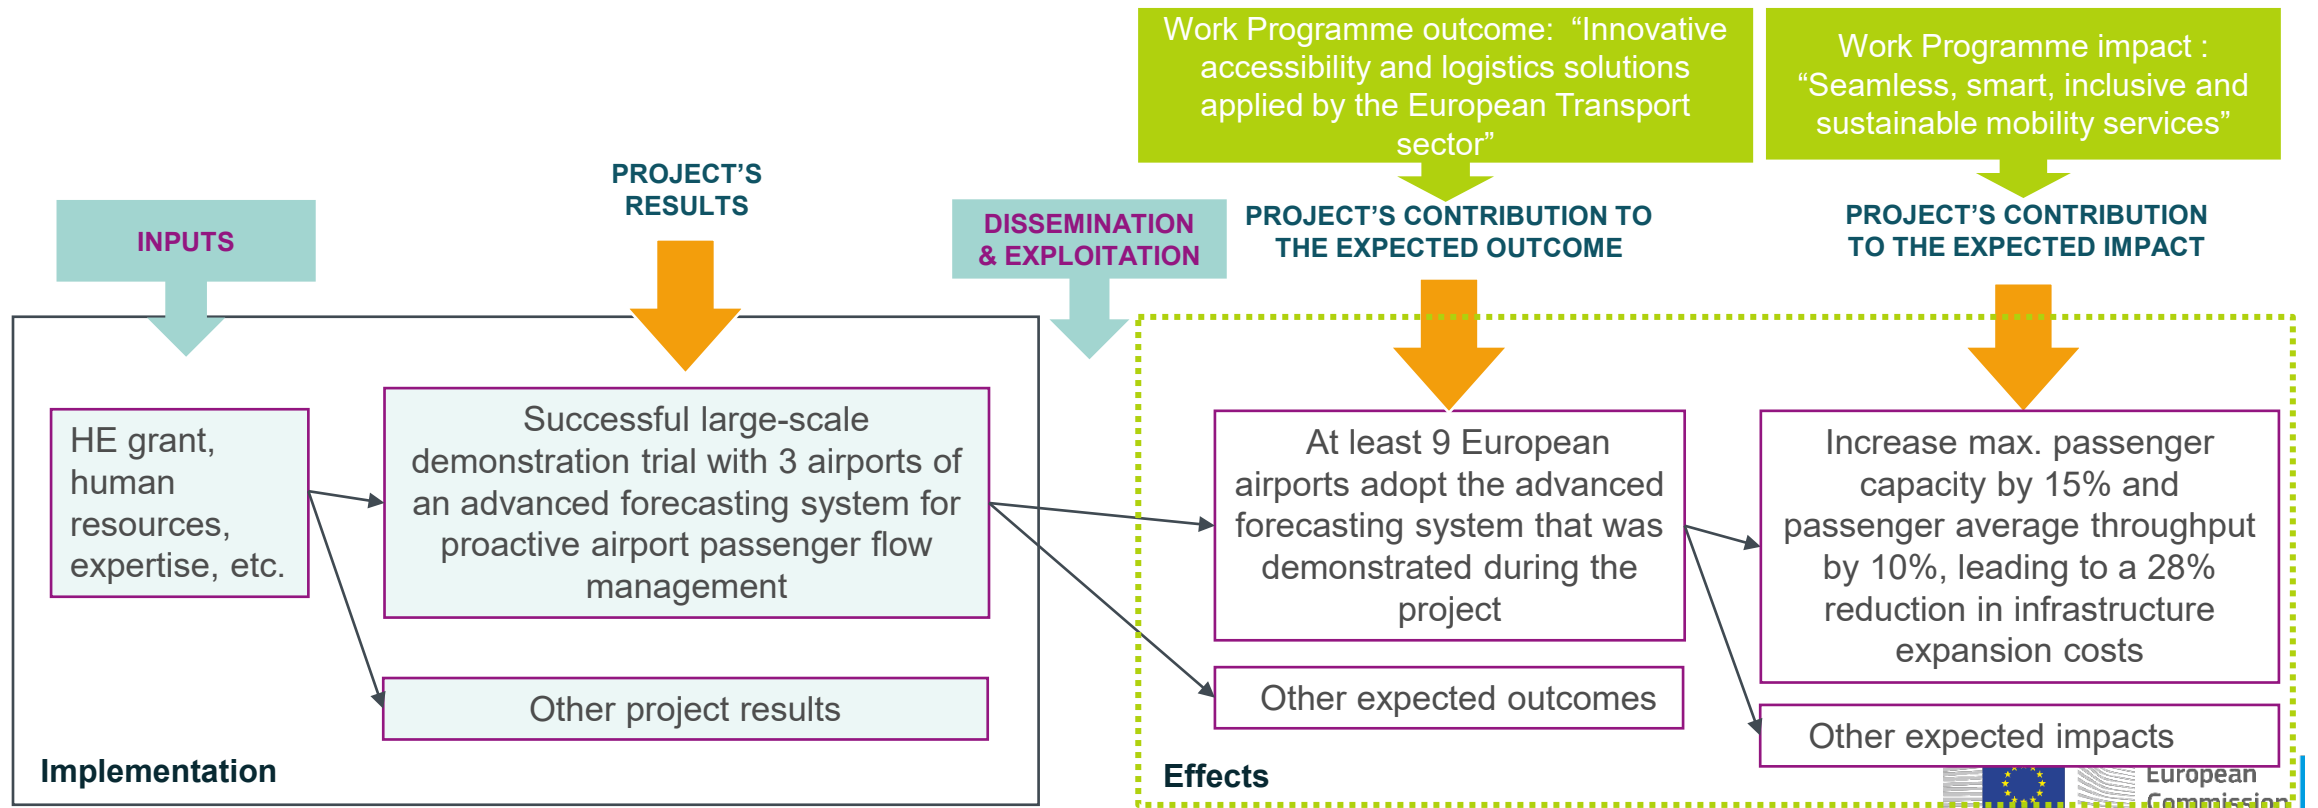 Work Programme outcome: “Innovative
accessibility and logistics solutions
applied by the European Transport
sector”
Work Programme impact :
“Seamless, smart, inclusive and
sustainable mobility services”
INPUTS
PROJECT’S
RESULTS
DISSEMINATION
& EXPLOITATION
PROJECT’S CONTRIBUTION TO
THE EXPECTED OUTCOME
PROJECT’S CONTRIBUTION
TO THE EXPECTED IMPACT
HE grant,
human
resources,
expertise, etc.
Successful large-scale
demonstration trial with 3 airports of
an advanced forecasting system for
proactive airport passenger flow
management
Other project results
Implementation
At least 9 European
airports adopt the advanced
forecasting system that was
demonstrated during the
project
Other expected outcomes
Increase max. passenger
capacity by 15% and
passenger average throughput
by 10%, leading to a 28%
reduction in infrastructure
expansion costs
Other expected impacts
Effects
European
Commission